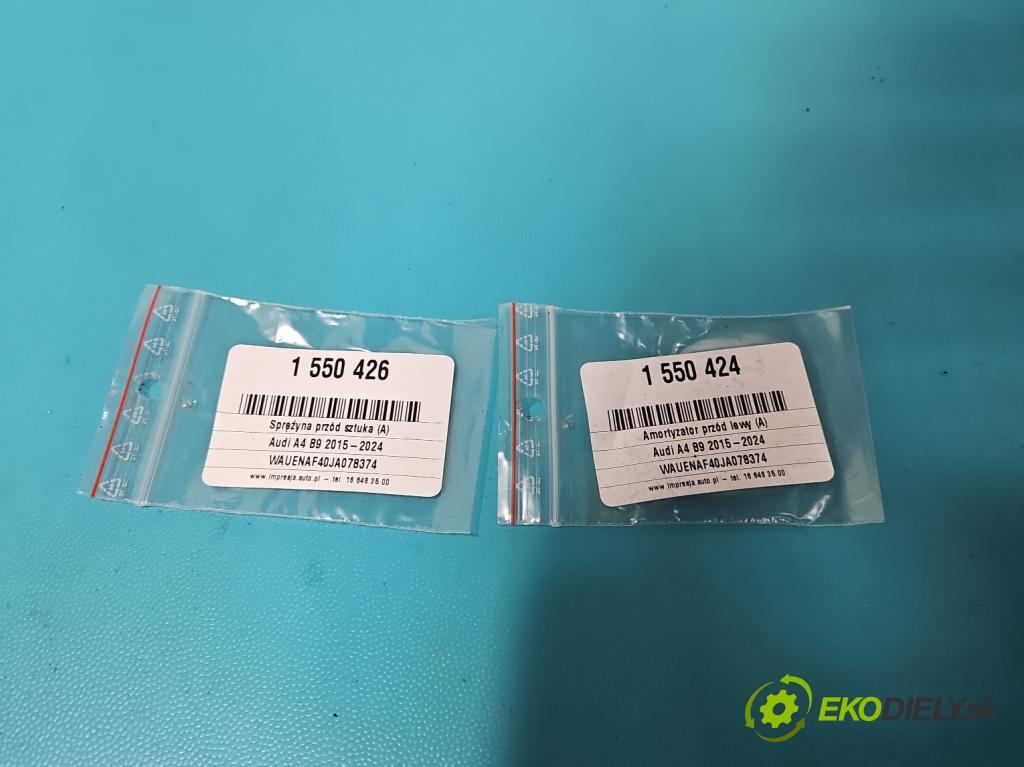 1 550 426
Sprężyna przód sztuka (A)
Audi A4 B9 2015-2024
WAUENAF40JA078374
www.impresja.auto.pl - tel. 16 648 35 00
1 550 424
Amortyzator przód lewy (A)
Audi A4 B9 2015-2024
WAUENAF40JA078374
www.impresja.auto.pl - tel. 16 648 35 00
EKODIELY.sk